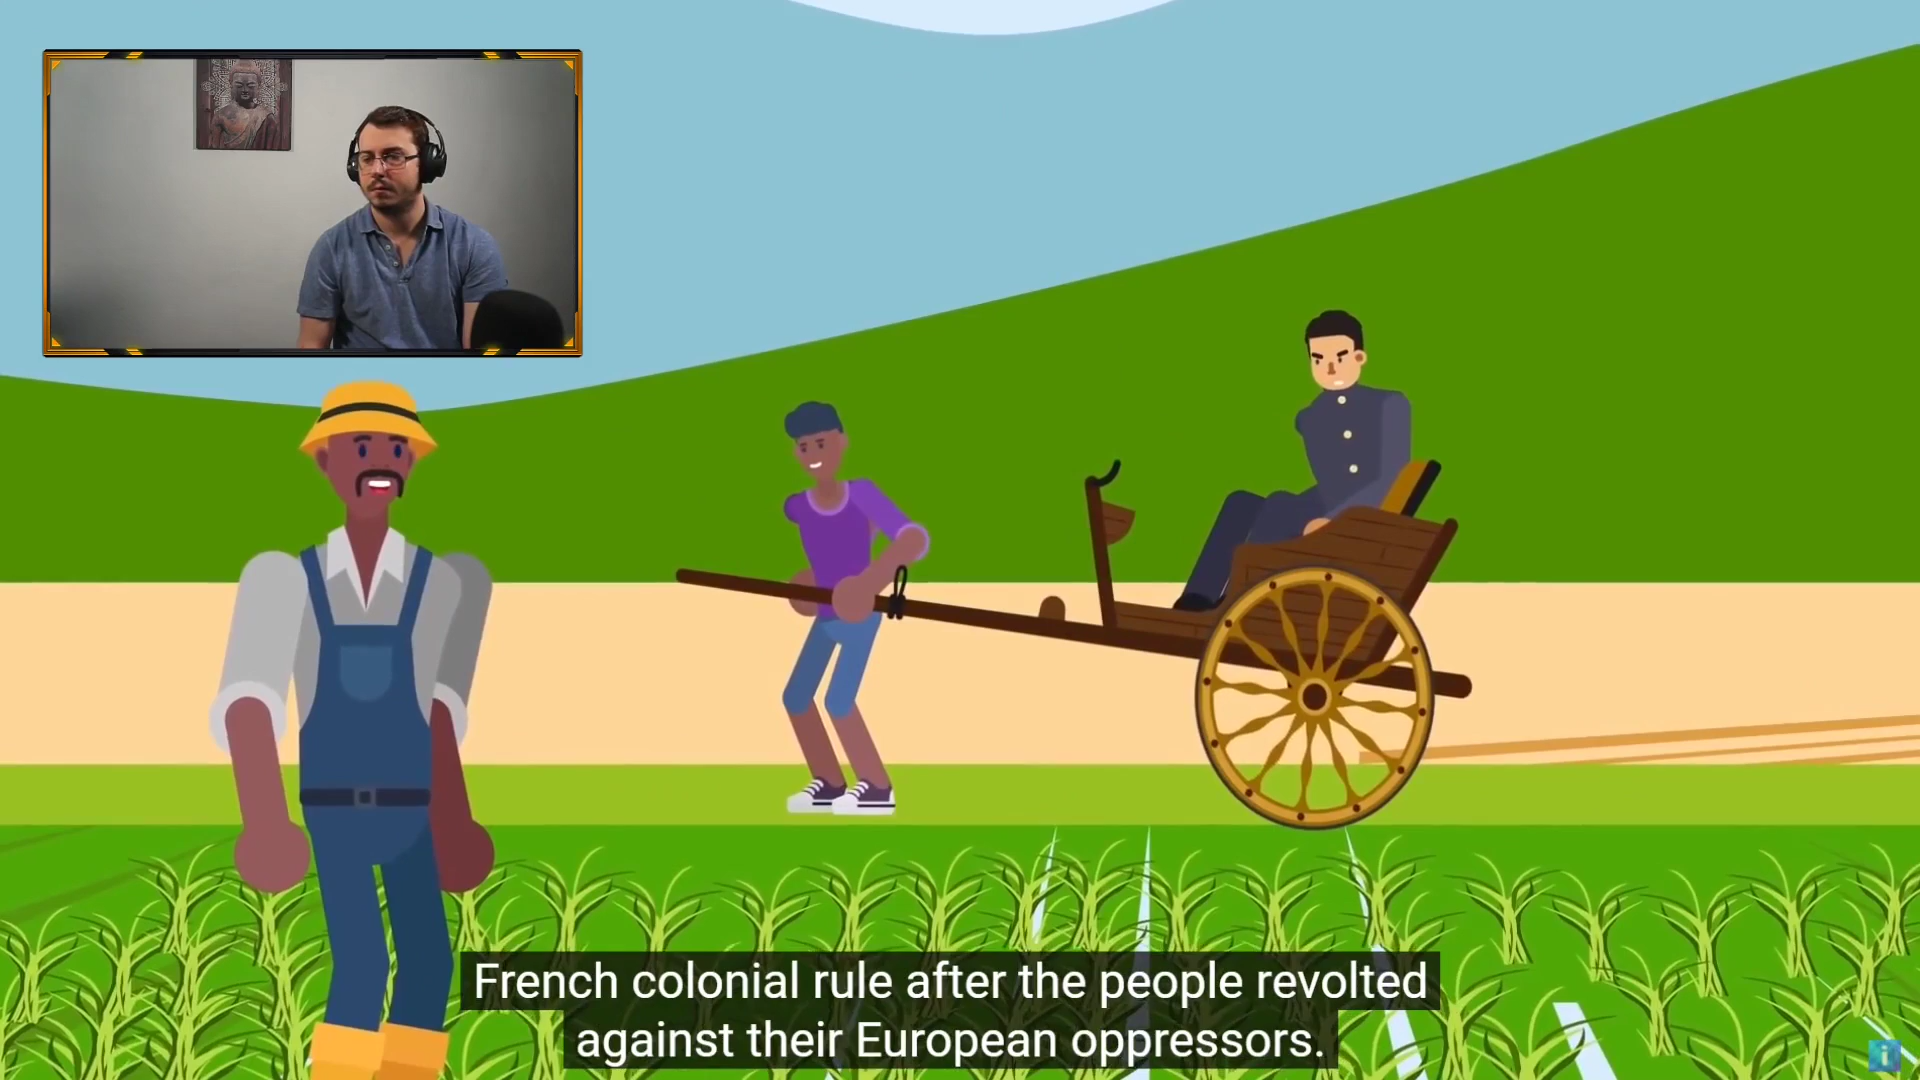 French colonial rule after the people revolted
against their European oppressors.